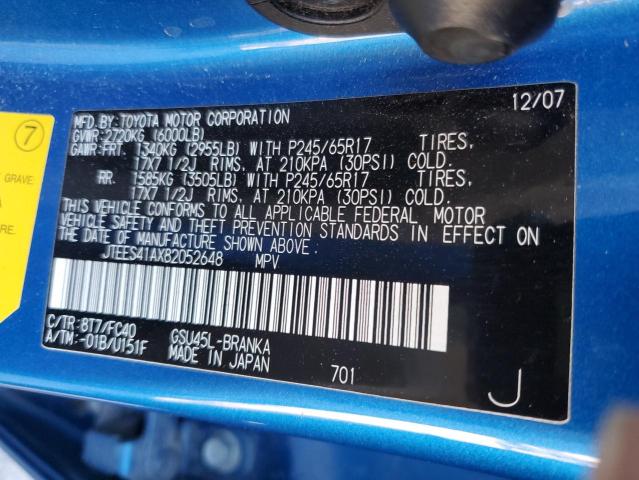 12/07
MFD.BY:TOYOTA MOTOR CORPORATION
GVWR:2720KG (6000LB)
GAWR:FRT. 1340KG (2955LB) WITH P245/65R17 TIRES,
17X7 1/2J RIMS, AT 210KPA (30PSI) COLD.
RR. 1585KG (3505LB) WITH P245/65R17 TIRES,
17X7 1/2J RIMS, AT 210KPA (30PSI) COLD.
THIS VEHICLE CONFORMS TO ALL APPLICABLE FEDERAL MOTOR
VEHICLE SAFETY AND THEFT PREVENTION STANDARDS IN EFFECT ON
THE DATE OF MANUFACTURE SHOWN ABOVE.
JTEES41AX82052648 MPV
C/TR:8T7/FC40 GSU45L-BRANKA
A/TM:-01B/U151F MADE IN JAPAN
701 J
7
GRAVE